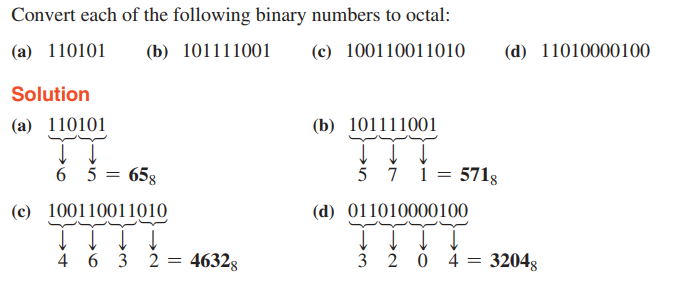 Convert each of the following binary numbers to octal:
(a) 110101 (b) 101111001 (c) 100110011010 (d) 11010000100
Solution
(a) 110101 (b) 101111001
6 5 = 65₈ 5 7 1 = 571₈
(c) 100110011010 (d) 011010000100
4 6 3 2 = 4632₈ 3 2 0 4 = 3204₈